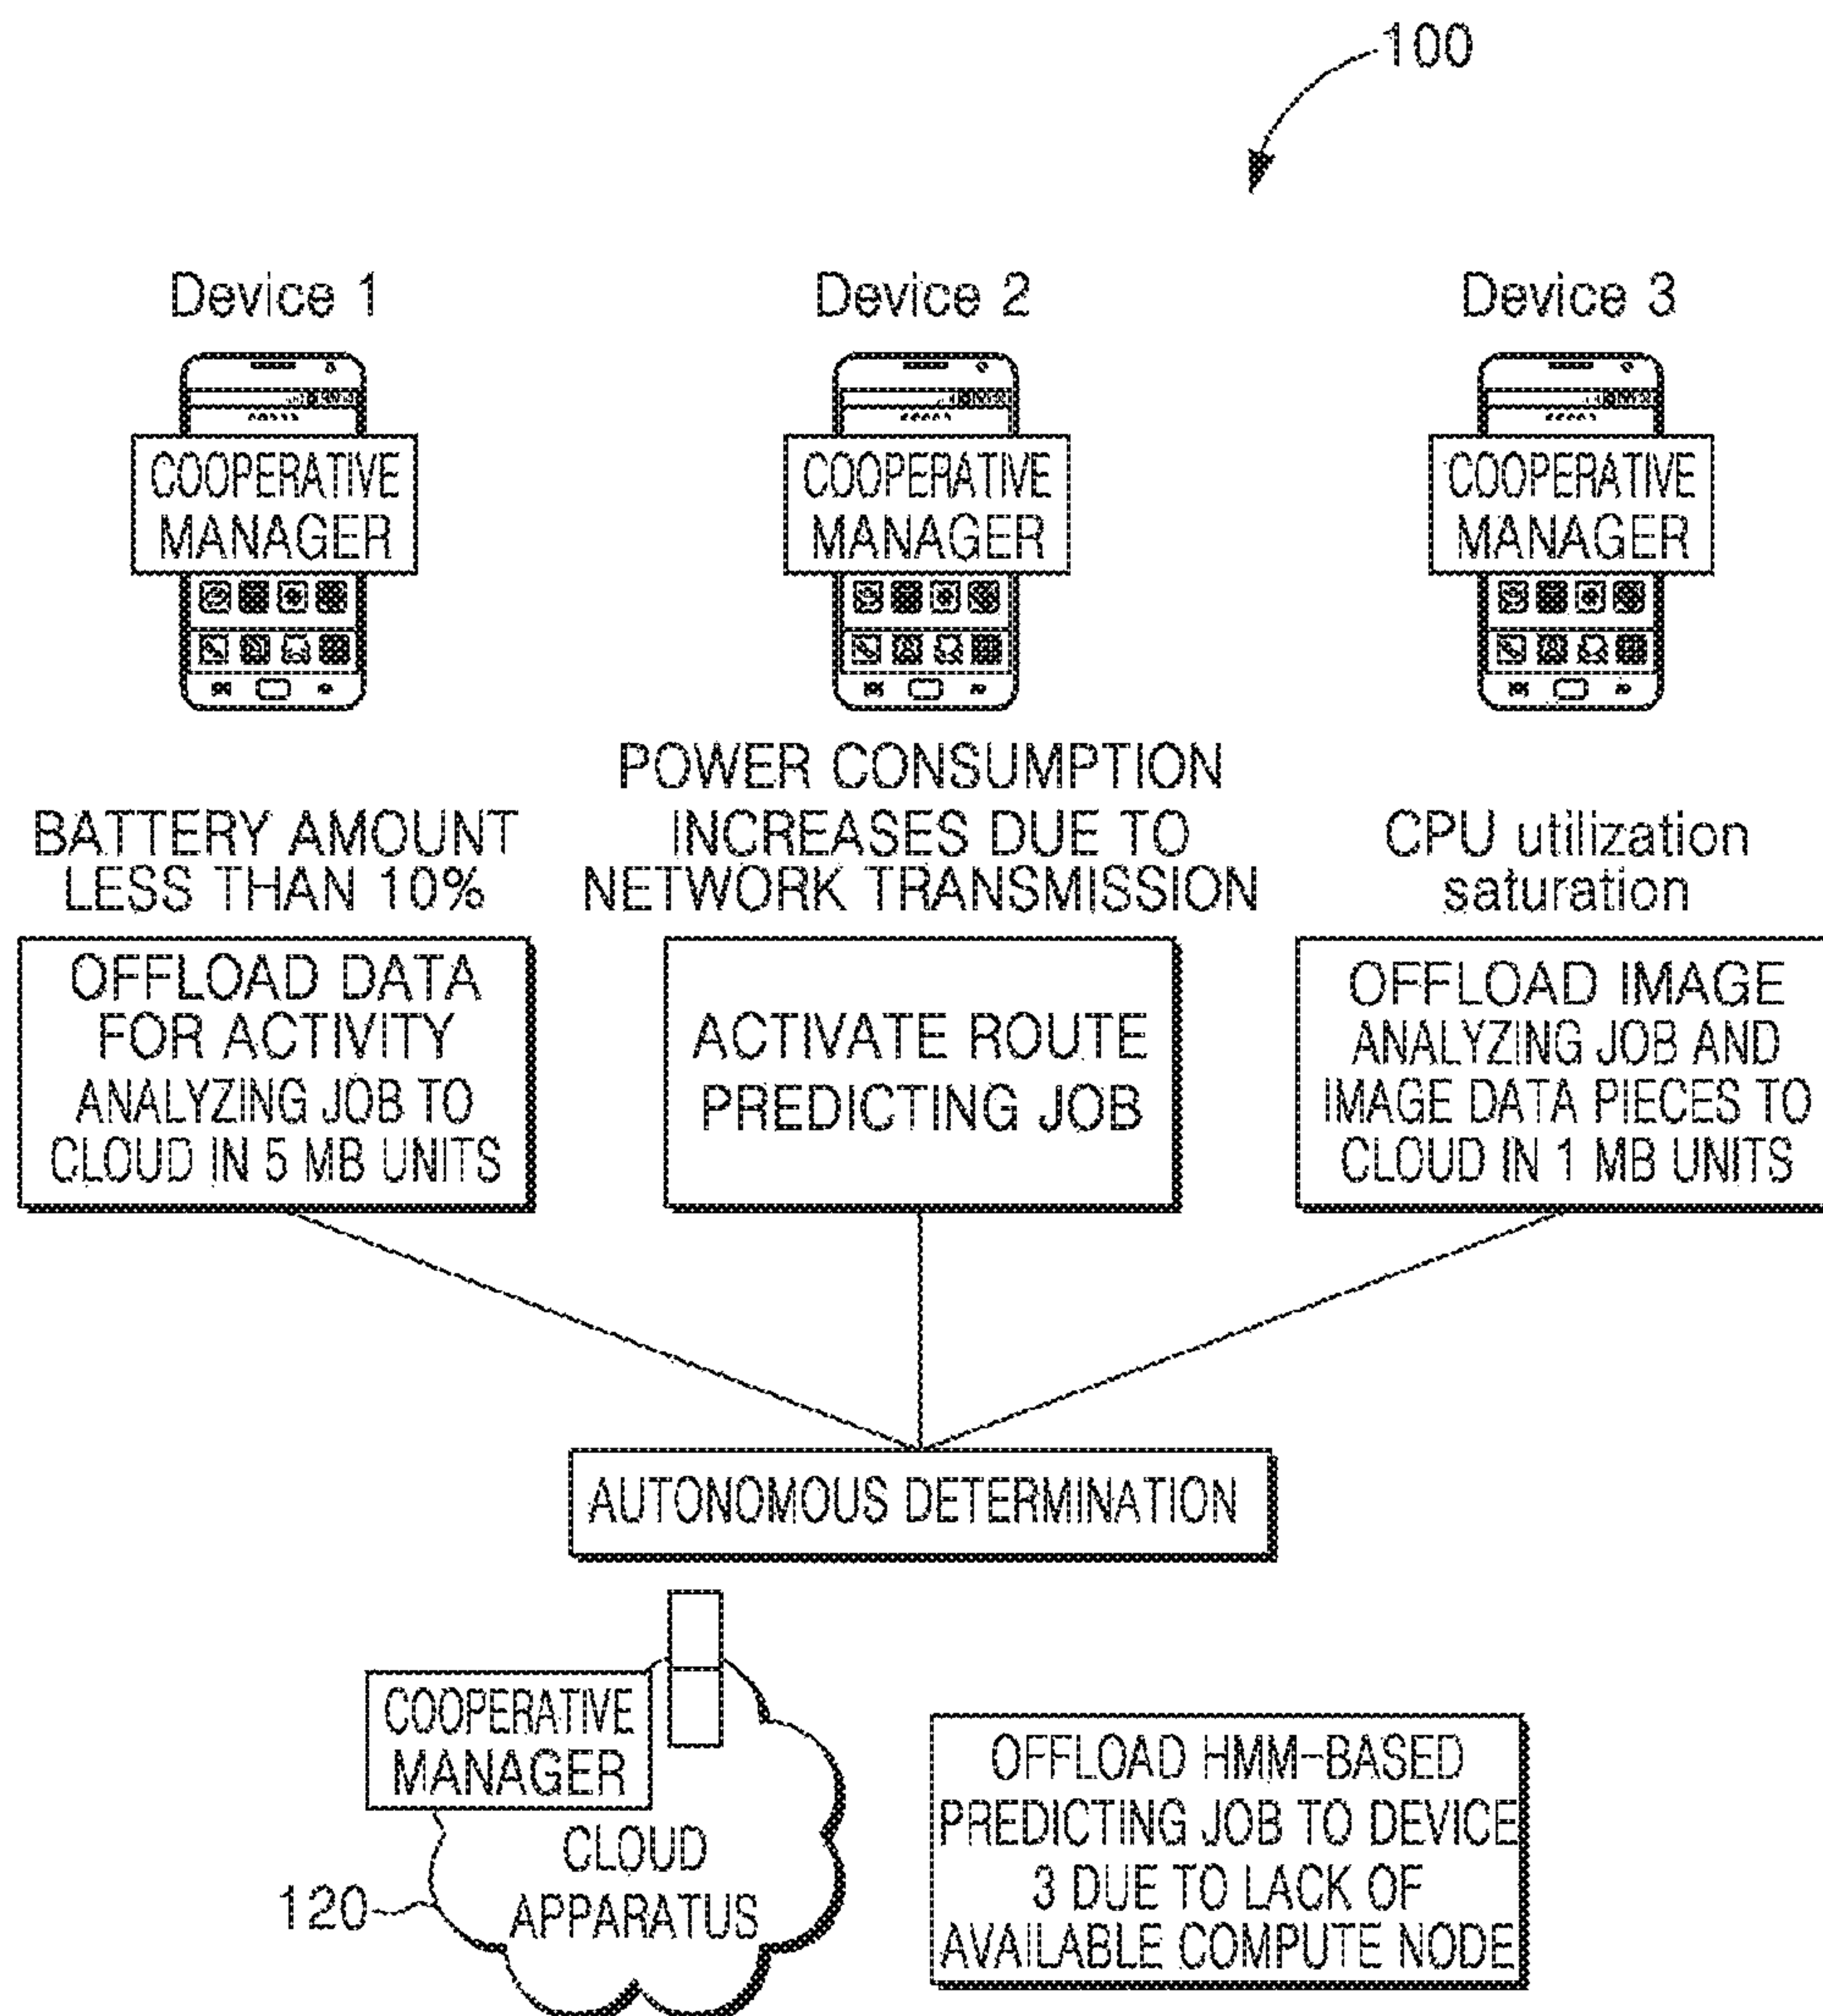 100
Device 1
Device 2
Device 3
COOPERATIVE
MANAGER
COOPERATIVE
MANAGER
COOPERATIVE
MANAGER
BATTERY AMOUNT
LESS THAN 10%
POWER CONSUMPTION
INCREASES DUE TO
NETWORK TRANSMISSION
CPU utilization
saturation
OFFLOAD DATA
FOR ACTIVITY
ANALYZING JOB TO
CLOUD IN 5 MB UNITS
ACTIVATE ROUTE
PREDICTING JOB
OFFLOAD IMAGE
ANALYZING JOB AND
IMAGE DATA PIECES TO
CLOUD IN 1 MB UNITS
AUTONOMOUS DETERMINATION
COOPERATIVE
MANAGER
CLOUD
APPARATUS
120
OFFLOAD HMM-BASED
PREDICTING JOB TO DEVICE
3 DUE TO LACK OF
AVAILABLE COMPUTE NODE